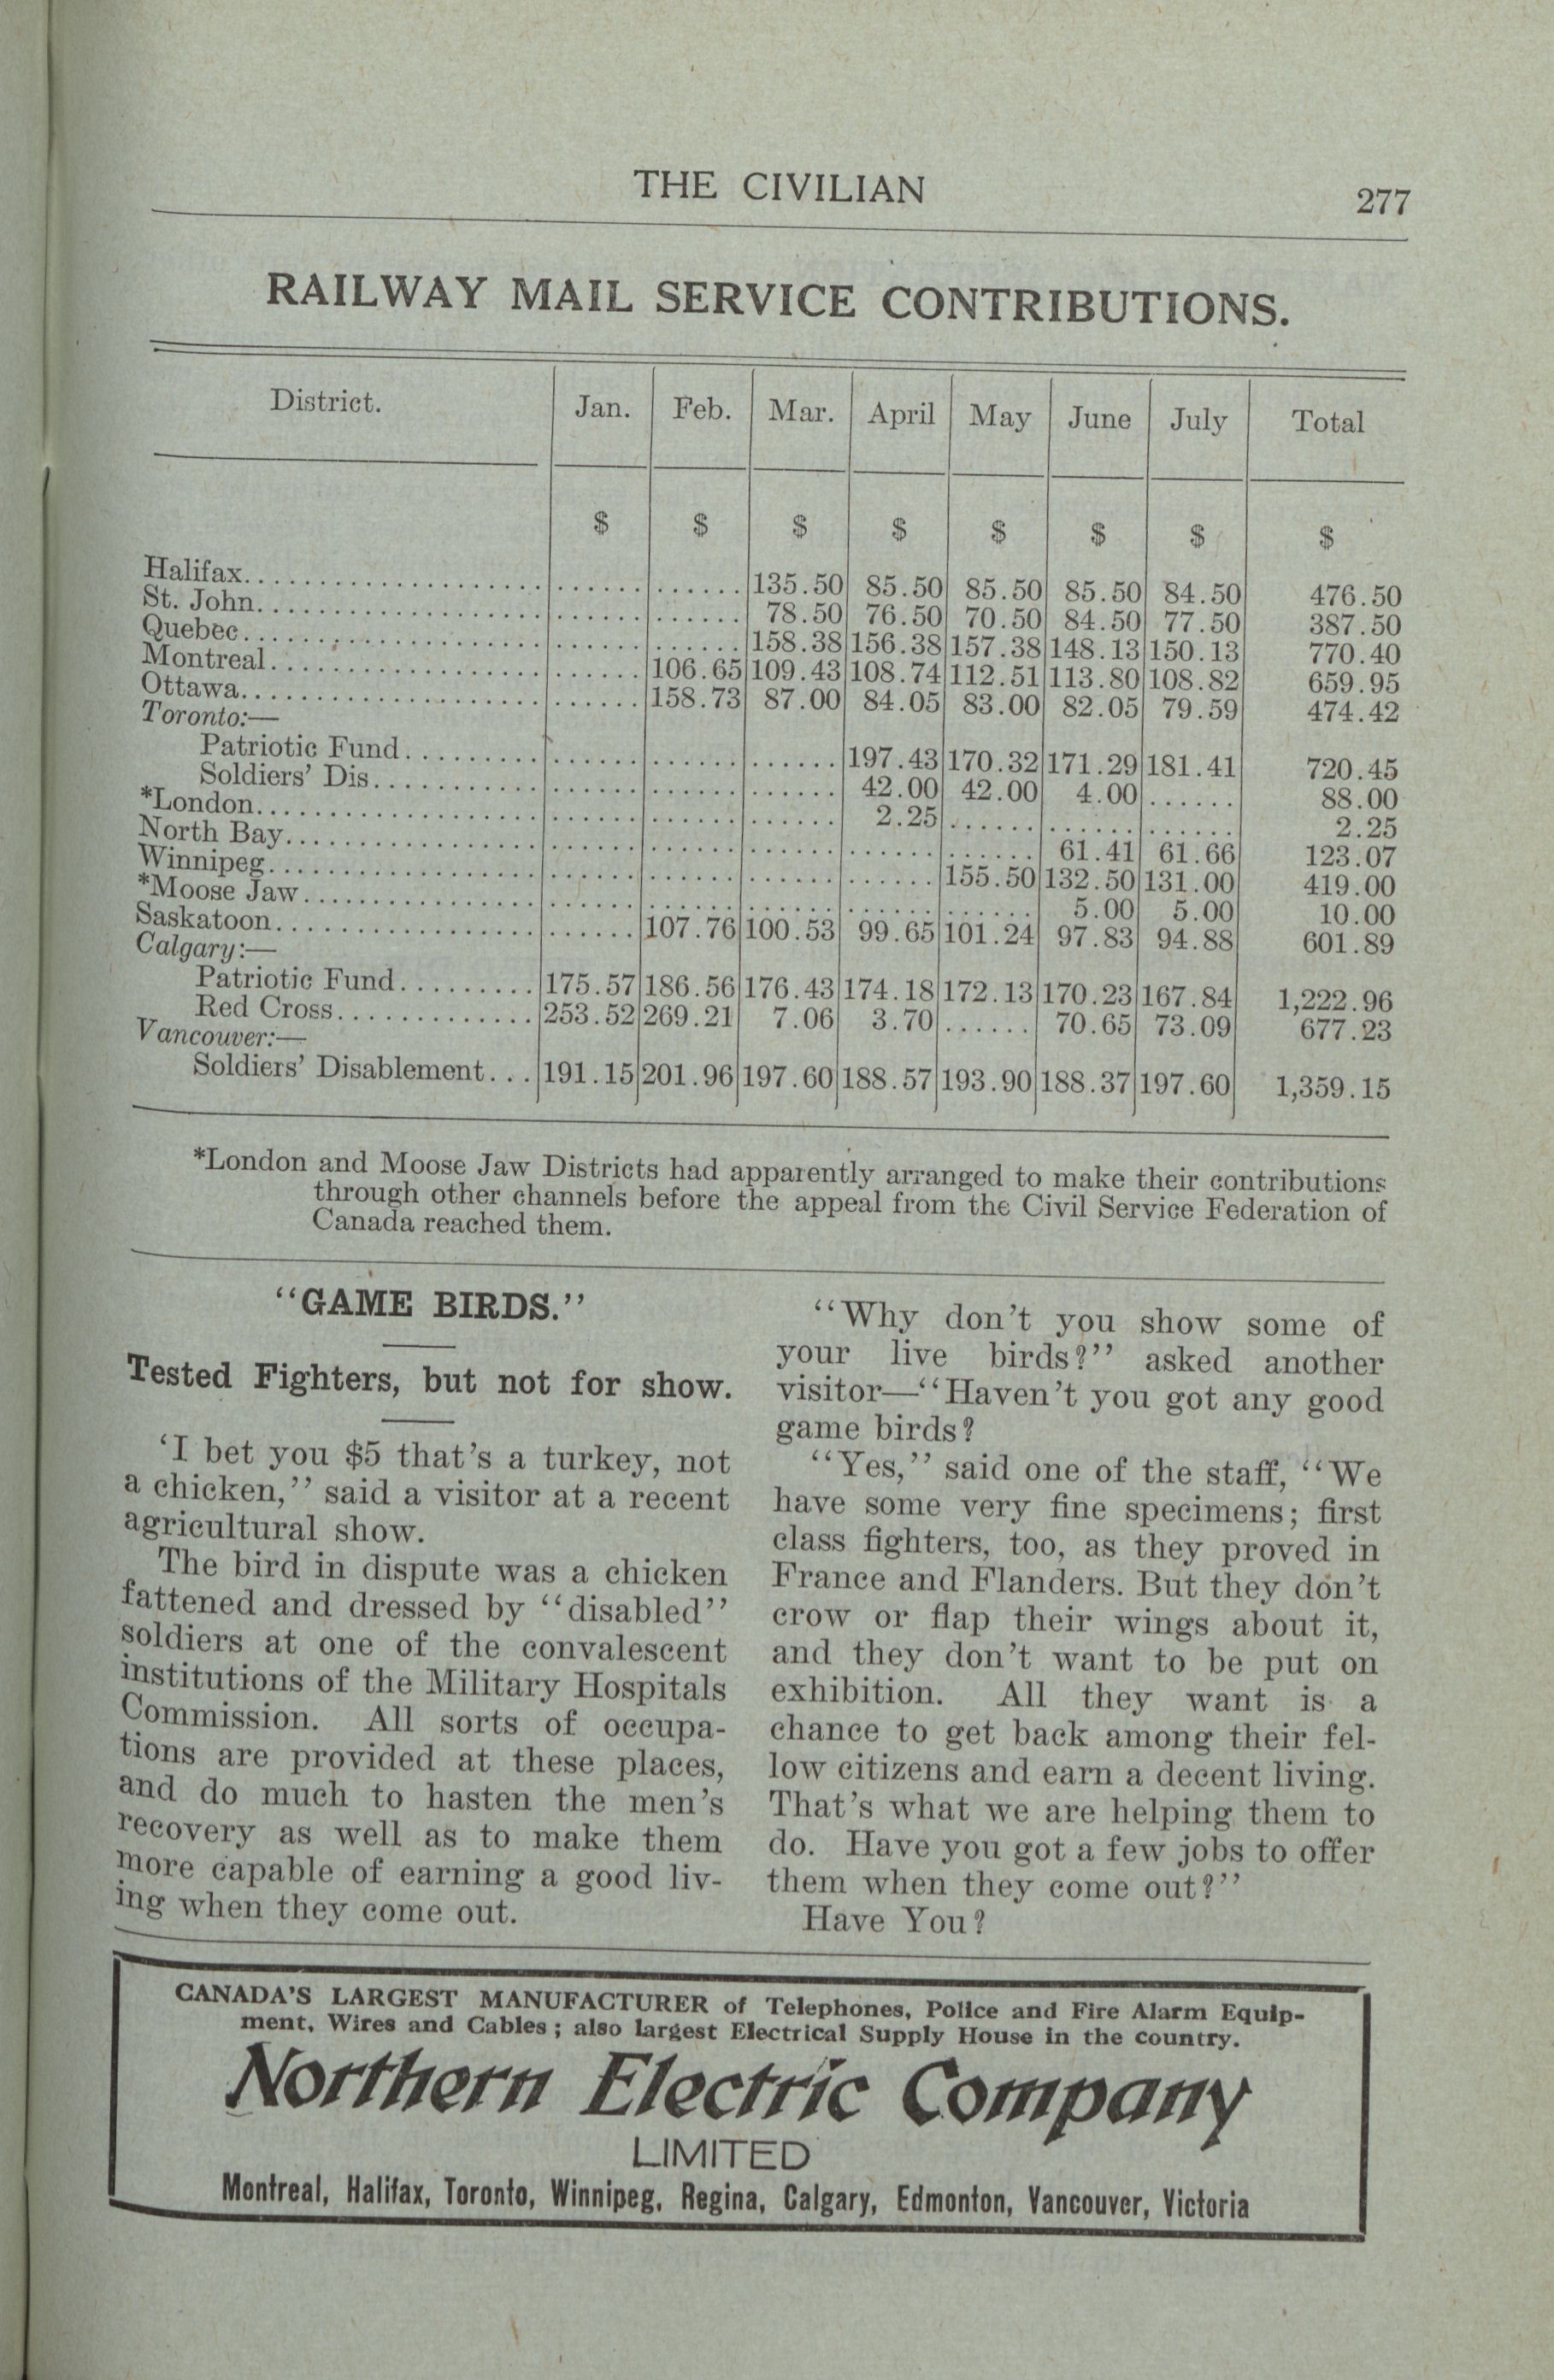 THE CIVILIAN 277
RAILWAY MAIL SERVICE CONTRIBUTIONS.
District. Jan. Feb. Mar. April May June July Total
$ $ $ $ $ $ $ $
Halifax..................... ...... ...... 135.50 85.50 85.50 85.50 84.50 476.50
St. John.................... ...... ...... 78.50 76.50 70.50 84.50 77.50 387.50
Quebec..................... ...... ...... 158.38 156.38 157.38 148.13 150.13 770.40
Montreal................... ...... 106.65 109.43 108.74 112.51 113.80 108.82 659.95
Ottawa..................... ...... 158.73 87.00 84.05 83.00 82.05 79.59 474.42
Toronto:—
Patriotic Fund.......... ...... ...... ...... 197.43 170.32 171.29 181.41 720.45
Soldiers' Dis............ ...... ...... ...... 42.00 42.00 4.00 ...... 88.00
*London.................... ...... ...... ...... 2.25 ...... ...... ...... 2.25
North Bay.................. ...... ...... ...... ...... ...... 61.41 61.66 123.07
Winnipeg................... ...... ...... ...... ...... 155.50 132.50 131.00 419.00
*Moose Jaw................ ...... ...... ...... ...... ...... 5.00 5.00 10.00
Saskatoon.................. ...... 107.76 100.53 99.65 101.24 97.83 94.88 601.89
Calgary:—
Patriotic Fund......... 175.57 186.56 176.43 174.18 172.13 170.23 167.84 1,222.96
Red Cross............. 253.52 269.21 7.06 3.70 ...... 70.65 73.09 677.23
Vancouver:—
Soldiers' Disablement... 191.15 201.96 197.60 188.57 193.90 188.37 197.60 1,359.15
*London and Moose Jaw Districts had apparently arranged to make their contributions
through other channels before the appeal from the Civil Service Federation of
Canada reached them.
"GAME BIRDS."
Tested Fighters, but not for show.
'I bet you $5 that's a turkey, not
a chicken," said a visitor at a recent
agricultural show.
The bird in dispute was a chicken
fattened and dressed by "disabled"
soldiers at one of the convalescent
institutions of the Military Hospitals
Commission. All sorts of occupa-
tions are provided at these places,
and do much to hasten the men's
recovery as well as to make them
more capable of earning a good liv-
ing when they come out.
"Why don't you show some of
your live birds?" asked another
visitor—"Haven't you got any good
game birds?
"Yes," said one of the staff, "We
have some very fine specimens; first
class fighters, too, as they proved in
France and Flanders. But they don't
crow or flap their wings about it,
and they don't want to be put on
exhibition. All they want is a
chance to get back among their fel-
low citizens and earn a decent living.
That's what we are helping them to
do. Have you got a few jobs to offer
them when they come out?"
Have You?
CANADA'S LARGEST MANUFACTURER of Telephones, Police and Fire Alarm Equip-
ment, Wires and Cables; also largest Electrical Supply House in the country.
Northern Electric Company
LIMITED
Montreal, Halifax, Toronto, Winnipeg, Regina, Calgary, Edmonton, Vancouver, Victoria